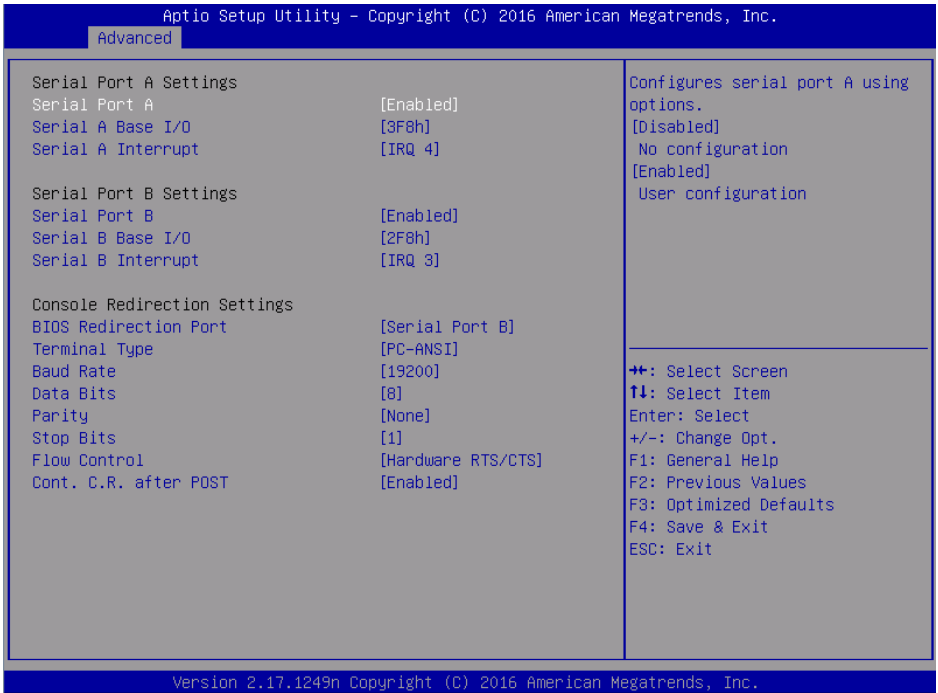 Aptio Setup Utility – Copyright (C) 2016 American Megatrends, Inc.
Advanced
Serial Port A Settings
Serial Port A [Enabled]
Serial A Base I/O [3F8h]
Serial A Interrupt [IRQ 4]
Serial Port B Settings
Serial Port B [Enabled]
Serial B Base I/O [2F8h]
Serial B Interrupt [IRQ 3]
Console Redirection Settings
BIOS Redirection Port [Serial Port B]
Terminal Type [PC-ANSI]
Baud Rate [19200]
Data Bits [8]
Parity [None]
Stop Bits [1]
Flow Control [Hardware RTS/CTS]
Cont. C.R. after POST [Enabled]
Configures serial port A using
options.
[Disabled]
No configuration
[Enabled]
User configuration
→←: Select Screen
↑↓: Select Item
Enter: Select
+/-: Change Opt.
F1: General Help
F2: Previous Values
F3: Optimized Defaults
F4: Save & Exit
ESC: Exit
Version 2.17.1249n Copyright (C) 2016 American Megatrends, Inc.